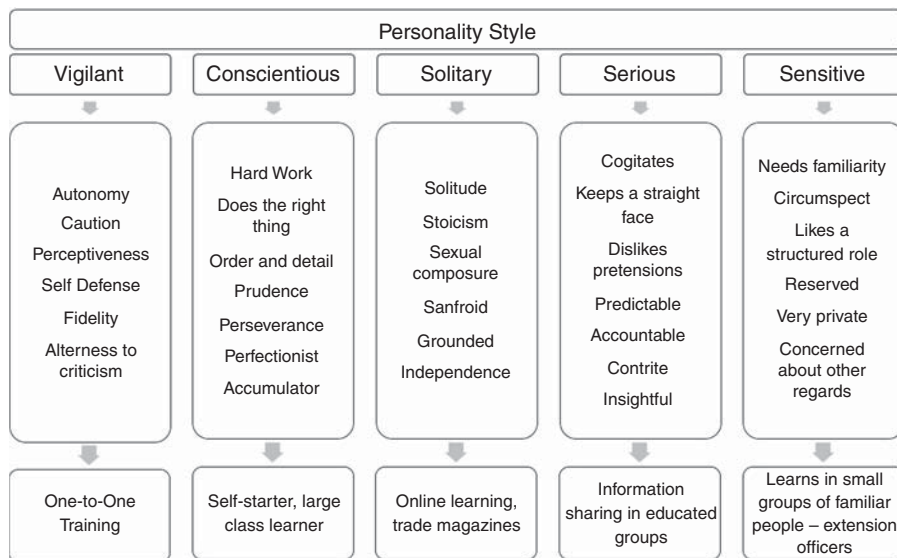 Personality Style
Vigilant
Conscientious
Solitary
Serious
Sensitive
Autonomy
Caution
Perceptiveness
Self Defense
Fidelity
Alterness to
criticism
Hard Work
Does the right
thing
Order and detail
Prudence
Perseverance
Perfectionist
Accumulator
Solitude
Stoicism
Sexual
composure
Sanfroid
Grounded
Independence
Cogitates
Keeps a straight
face
Dislikes
pretensions
Predictable
Accountable
Contrite
Insightful
Needs familiarity
Circumspect
Likes a
structured role
Reserved
Very private
Concerned
about other
regards
One-to-One
Training
Self-starter, large
class learner
Online learning,
trade magazines
Information
sharing in educated
groups
Learns in small
groups of familiar
people – extension
officers